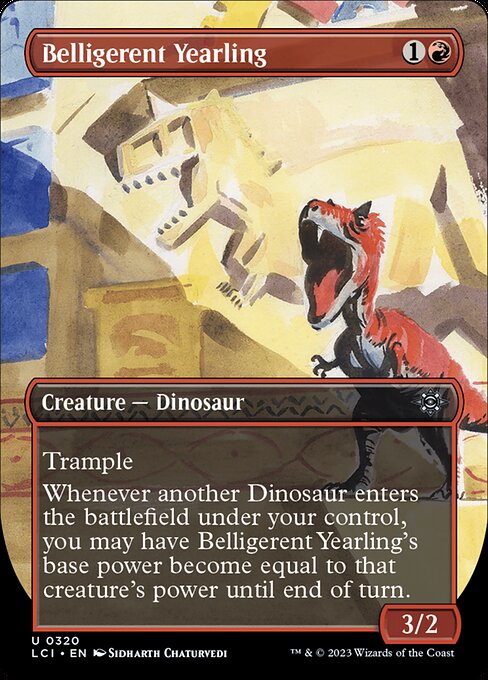 Belligerent Yearling 1
Creature — Dinosaur
Trample
Whenever another Dinosaur enters
the battlefield under your control,
you may have Belligerent Yearling's
base power become equal to that
creature's power until end of turn.
3/2
U 0320
LCI • EN Sidharth Chaturvedi ™ & © 2023 Wizards of the Coast